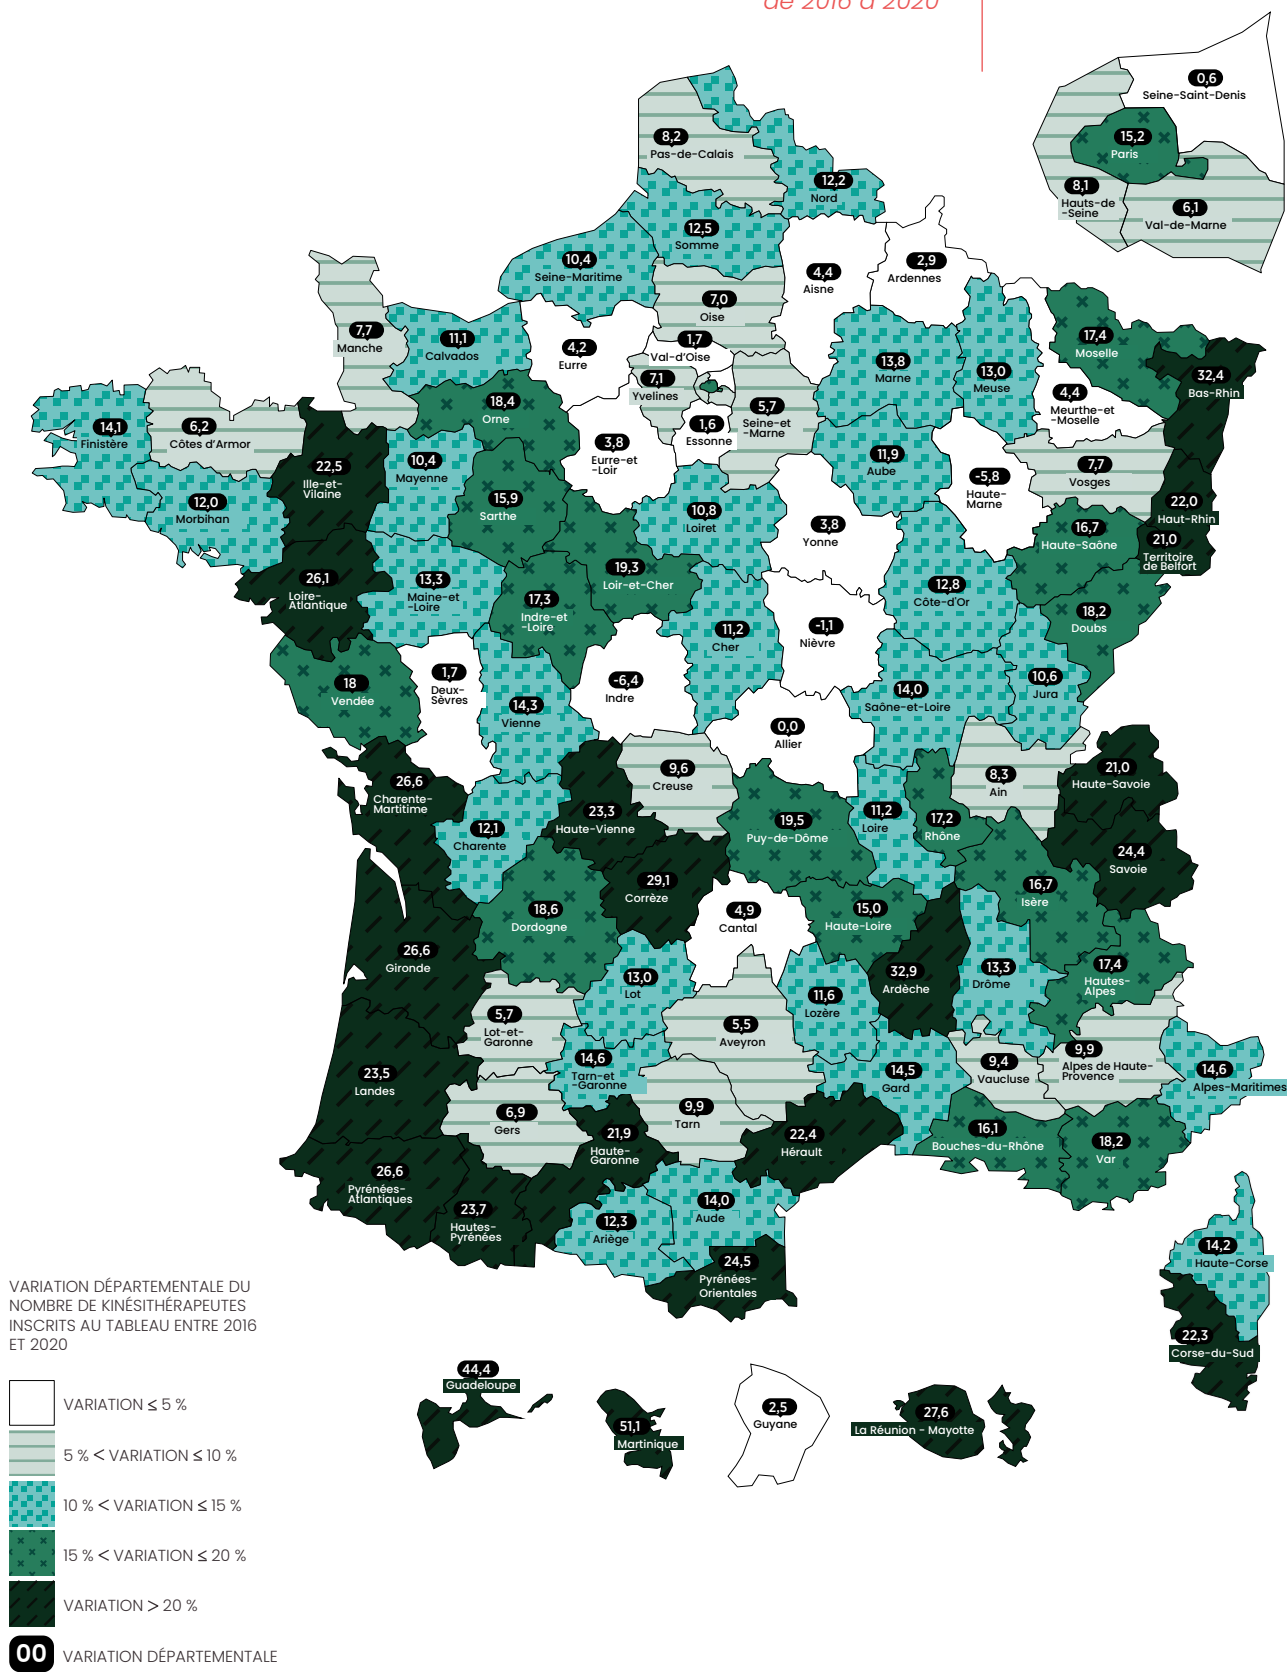 de 2016 à 2020
0,6
Seine-Saint-Denis
15,2
Paris
8,1
Hauts-de
-Seine
6,1
Val-de-Marne
8,2
Pas-de-Calais
12,2
Nord
12,5
Somme
10,4
Seine-Maritime
4,4
Aisne
2,9
Ardennes
7,0
Oise
7,7
Manche
11,1
Calvados
4,2
Eurre
1,7
Val-d'Oise
7,1
Yvelines
13,8
Marne
13,0
Meuse
17,4
Moselle
32,4
Bas-Rhin
4,4
Meurthe-et
-Moselle
18,4
Orne
5,7
Seine-et
-Marne
1,6
Essonne
14,1
Finistère
6,2
Côtes d'Armor
3,8
Eurre-et
-Loir
22,5
Ille-et-
Vilaine
10,4
Mayenne
11,9
Aube
-5,8
Haute-
Marne
7,7
Vosges
12,0
Morbihan
15,9
Sarthe
10,8
Loiret
3,8
Yonne
22,0
Haut-Rhin
16,7
Haute-Saône
21,0
Territoire
de Belfort
26,1
Loire-
Atlantique
13,3
Maine-et
-Loire
19,3
Loir-et-Cher
17,3
Indre-et
-Loire
12,8
Côte-d'Or
18,2
Doubs
11,2
Cher
-1,1
Nièvre
18
Vendée
1,7
Deux-
Sèvres
14,3
Vienne
-6,4
Indre
14,0
Saône-et-Loire
10,6
Jura
0,0
Allier
26,6
Charente-
Martitime
9,6
Creuse
8,3
Ain
21,0
Haute-Savoie
12,1
Charente
23,3
Haute-Vienne
19,5
Puy-de-Dôme
11,2
Loire
17,2
Rhône
24,4
Savoie
29,1
Corrèze
16,7
Isère
18,6
Dordogne
4,9
Cantal
15,0
Haute-Loire
26,6
Gironde
13,0
Lot
32,9
Ardèche
13,3
Drôme
17,4
Hautes-
Alpes
11,6
Lozère
5,7
Lot-et-
Garonne
5,5
Aveyron
14,6
Tarn-et
-Garonne
14,5
Gard
9,4
Vaucluse
9,9
Alpes de Haute-
Provence
14,6
Alpes-Maritimes
23,5
Landes
6,9
Gers
9,9
Tarn
21,9
Haute-
Garonne
22,4
Hérault
16,1
Bouches-du-Rhône
18,2
Var
26,6
Pyrénées-
Atlantiques
23,7
Hautes-
Pyrénées
12,3
Ariège
14,0
Aude
24,5
Pyrénées-
Orientales
14,2
Haute-Corse
22,3
Corse-du-Sud
VARIATION DÉPARTEMENTALE DU
NOMBRE DE KINÉSITHÉRAPEUTES
INSCRITS AU TABLEAU ENTRE 2016
ET 2020
44,4
Guadeloupe
51,1
Martinique
2,5
Guyane
27,6
La Réunion - Mayotte
VARIATION ≤ 5 %
5 % < VARIATION ≤ 10 %
10 % < VARIATION ≤ 15 %
15 % < VARIATION ≤ 20 %
VARIATION > 20 %
00 VARIATION DÉPARTEMENTALE